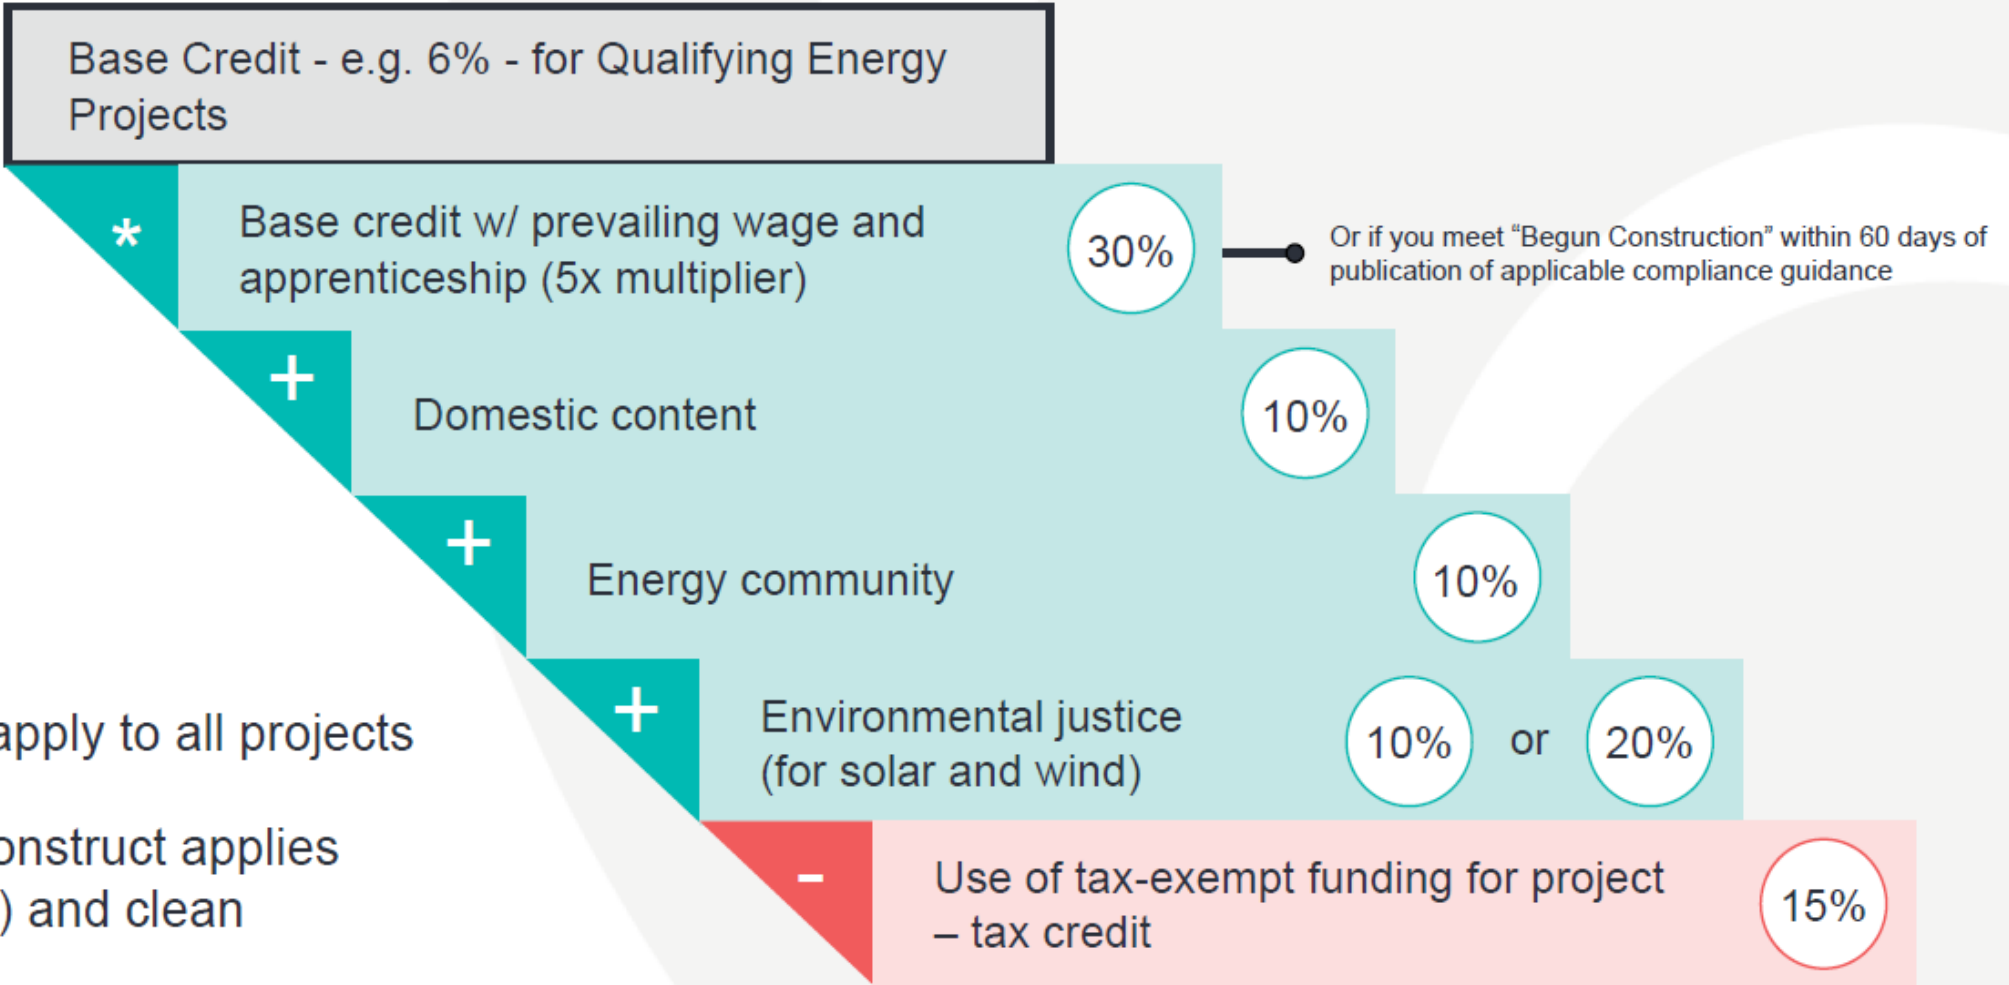 Base Credit - e.g. 6% - for Qualifying Energy
Projects
*
Base credit w/ prevailing wage and
apprenticeship (5x multiplier)
30%
Or if you meet “Begun Construction” within 60 days of
publication of applicable compliance guidance
+
Domestic content
10%
+
Energy community
10%
+
Environmental justice
(for solar and wind)
10% or 20%
-
Use of tax-exempt funding for project
– tax credit
15%
apply to all projects
onstruct applies
) and clean